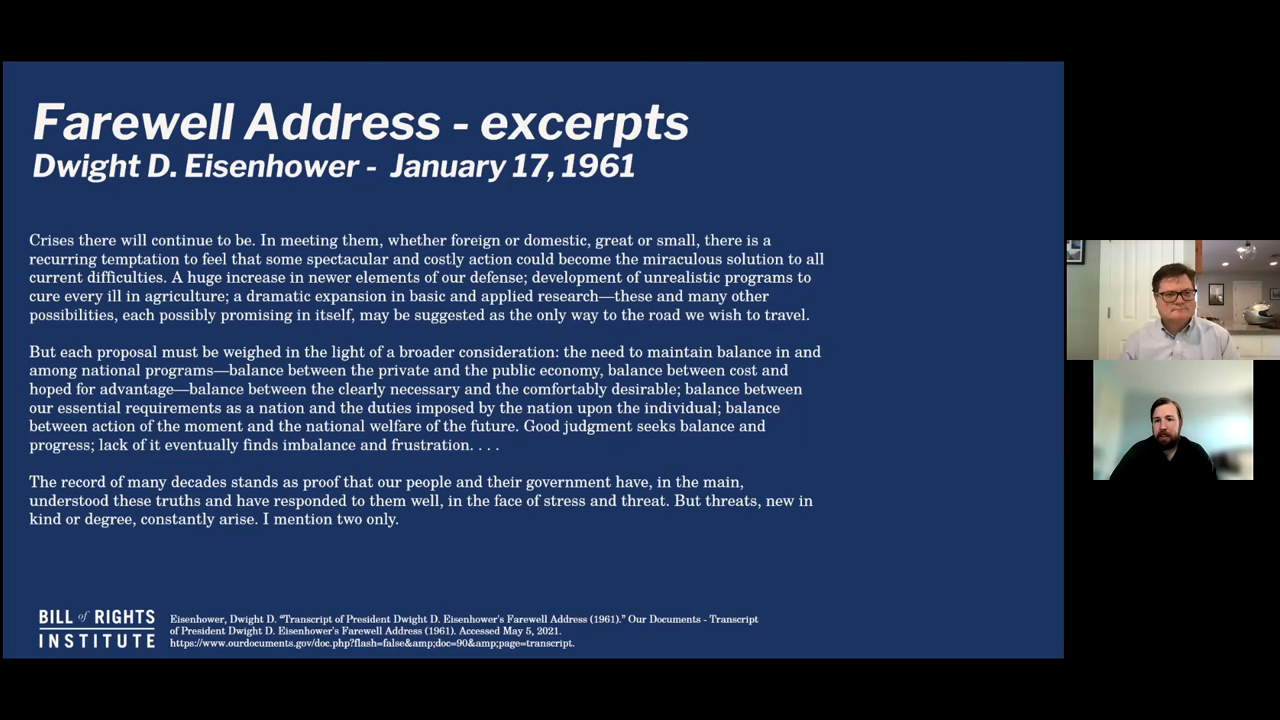 Farewell Address - excerpts
Dwight D. Eisenhower - January 17, 1961
Crises there will continue to be. In meeting them, whether foreign or domestic, great or small, there is a
recurring temptation to feel that some spectacular and costly action could become the miraculous solution to all
current difficulties. A huge increase in newer elements of our defense; development of unrealistic programs to
cure every ill in agriculture; a dramatic expansion in basic and applied research—these and many other
possibilities, each possibly promising in itself, may be suggested as the only way to the road we wish to travel.
But each proposal must be weighed in the light of a broader consideration: the need to maintain balance in and
among national programs—balance between the private and the public economy, balance between cost and
hoped for advantage—balance between the clearly necessary and the comfortably desirable; balance between
our essential requirements as a nation and the duties imposed by the nation upon the individual; balance
between action of the moment and the national welfare of the future. Good judgment seeks balance and
progress; lack of it eventually finds imbalance and frustration. . . .
The record of many decades stands as proof that our people and their government have, in the main,
understood these truths and have responded to them well, in the face of stress and threat. But threats, new in
kind or degree, constantly arise. I mention two only.
BILL of RIGHTS
INSTITUTE
Eisenhower, Dwight D. “Transcript of President Dwight D. Eisenhower's Farewell Address (1961).” Our Documents - Transcript
of President Dwight D. Eisenhower's Farewell Address (1961). Accessed May 5, 2021.
https://www.ourdocuments.gov/doc.php?flash=false&amp;doc=90&amp;page=transcript.